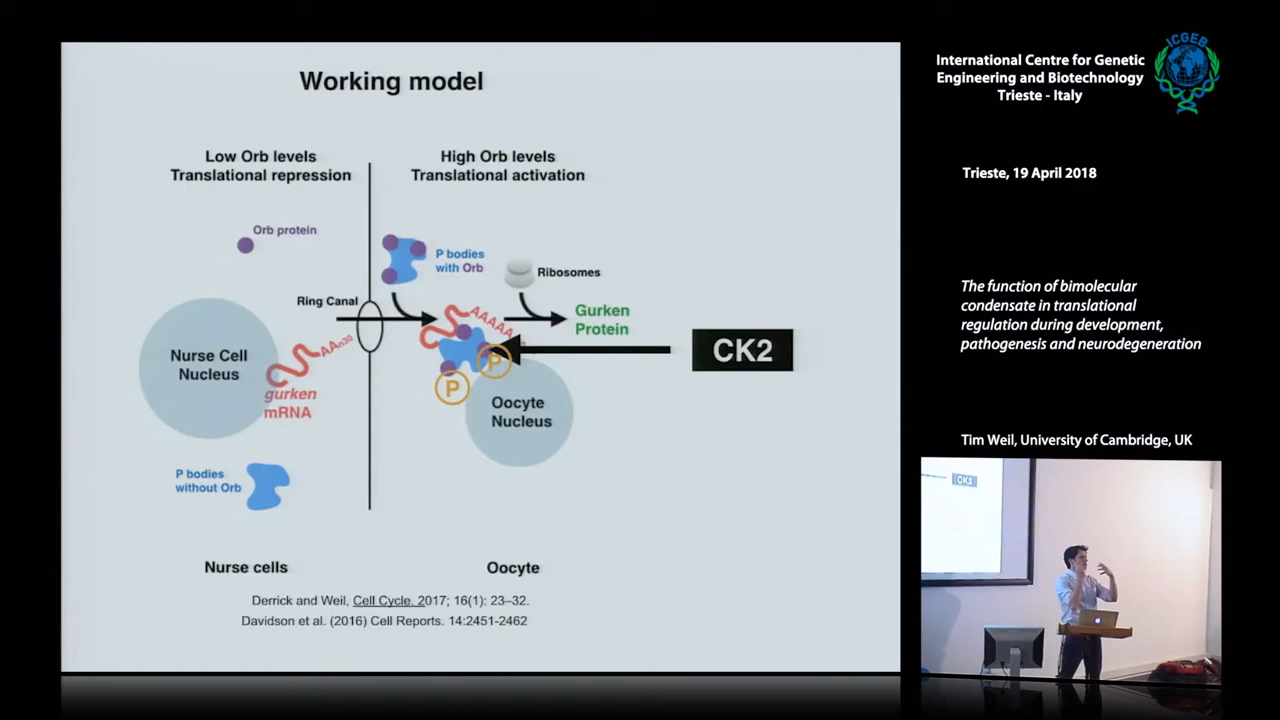 Working model
Low Orb levels
Translational repression
High Orb levels
Translational activation
Orb protein
P bodies
with Orb
Ribosomes
Ring Canal
AAAAA
Gurken
Protein
CK2
Nurse Cell
Nucleus
AAn30
gurken
mRNA
P
P
Oocyte
Nucleus
P bodies
without Orb
Nurse cells
Oocyte
Derrick and Weil, Cell Cycle. 2017; 16(1): 23–32.
Davidson et al. (2016) Cell Reports. 14:2451-2462
International Centre for Genetic
Engineering and Biotechnology
Trieste - Italy
ICGEB
Trieste, 19 April 2018
The function of bimolecular
condensate in translational
regulation during development,
pathogenesis and neurodegeneration
Tim Weil, University of Cambridge, UK
CK2